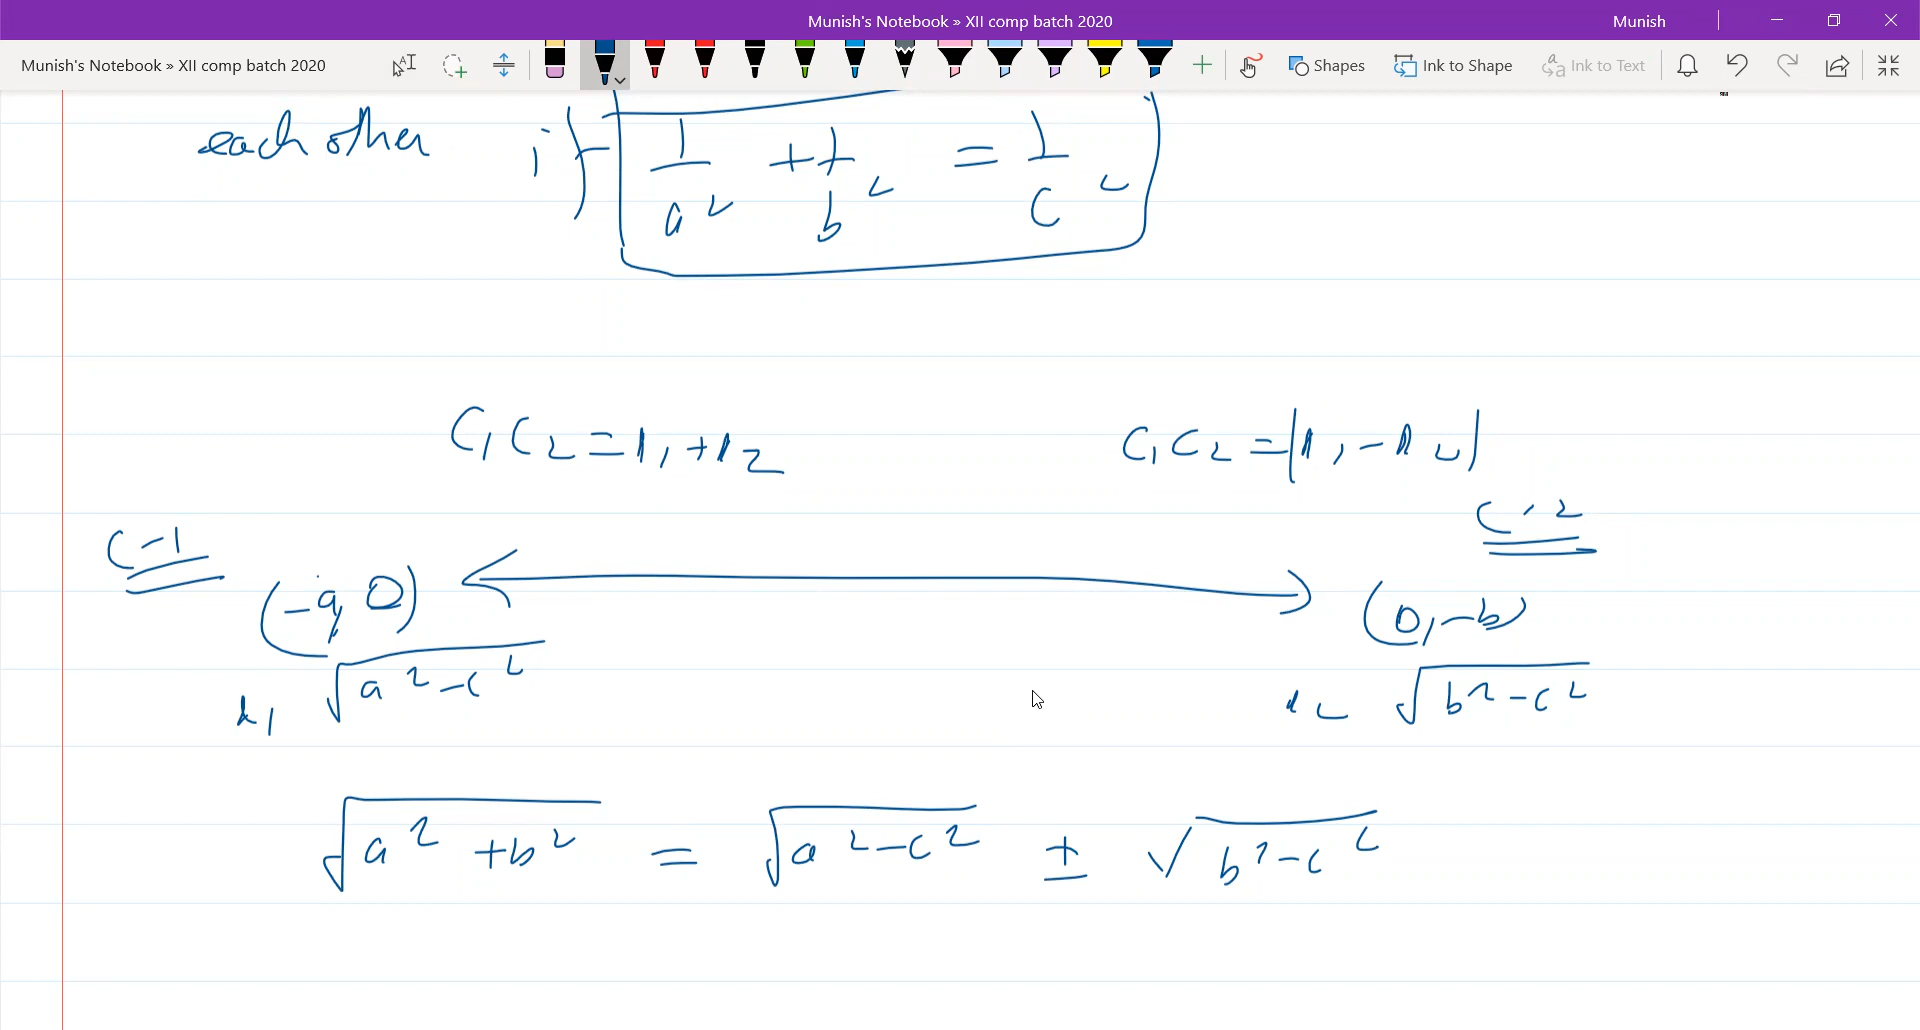 Munish's Notebook » XII comp batch 2020 Munish
Munish's Notebook » XII comp batch 2020 Shapes Ink to Shape Ink to Text
each other if 1/a² + 1/b² = 1/c²
C₁C₂ = r₁ + r₂ C₁C₂ = |r₁ - r₂|
C-1 C-2
(-a, 0) (0, -b)
r₁ √(a² - c²) r₂ √(b² - c²)
√(a² + b²) = √(a² - c²) ± √(b² - c²)